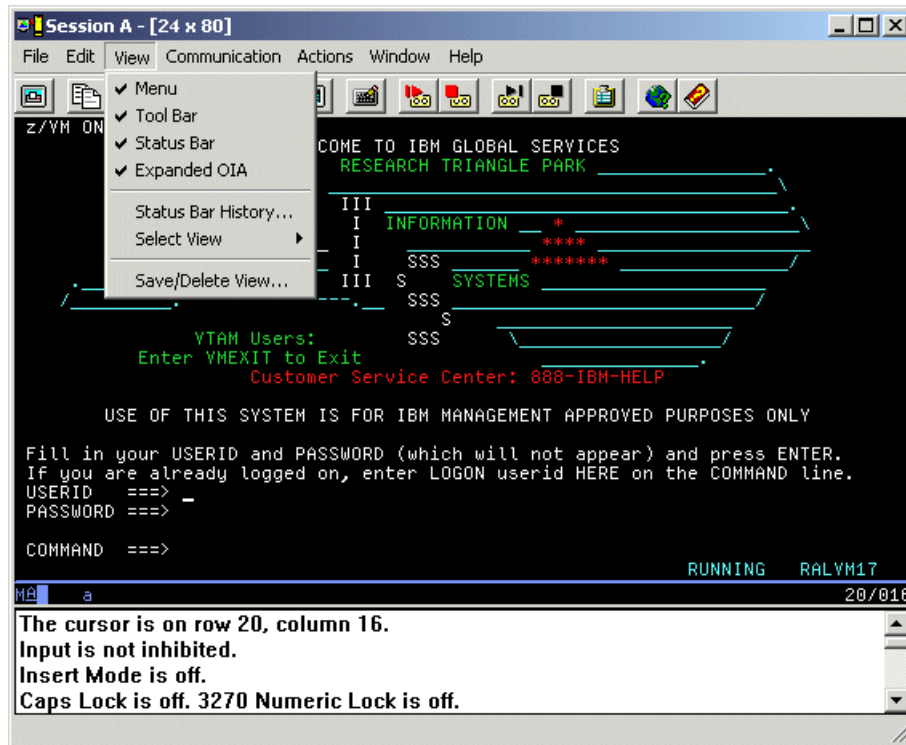 Session A - [24 x 80]
File Edit View Communication Actions Window Help
Menu
Tool Bar
Status Bar
Expanded OIA
Status Bar History...
Select View
Save/Delete View...
z/VM ON
COME TO IBM GLOBAL SERVICES
RESEARCH TRIANGLE PARK
III
I INFORMATION *
I ****
I SSS *******
III S SYSTEMS
SSS
S
VTAM Users: SSS
Enter VMEXIT to Exit
Customer Service Center: 888-IBM-HELP
USE OF THIS SYSTEM IS FOR IBM MANAGEMENT APPROVED PURPOSES ONLY
Fill in your USERID and PASSWORD (which will not appear) and press ENTER.
If you are already logged on, enter LOGON userid HERE on the COMMAND line.
USERID ===> _
PASSWORD ===>
COMMAND ===>
RUNNING RALVM17
MA a 20/016
The cursor is on row 20, column 16.
Input is not inhibited.
Insert Mode is off.
Caps Lock is off. 3270 Numeric Lock is off.